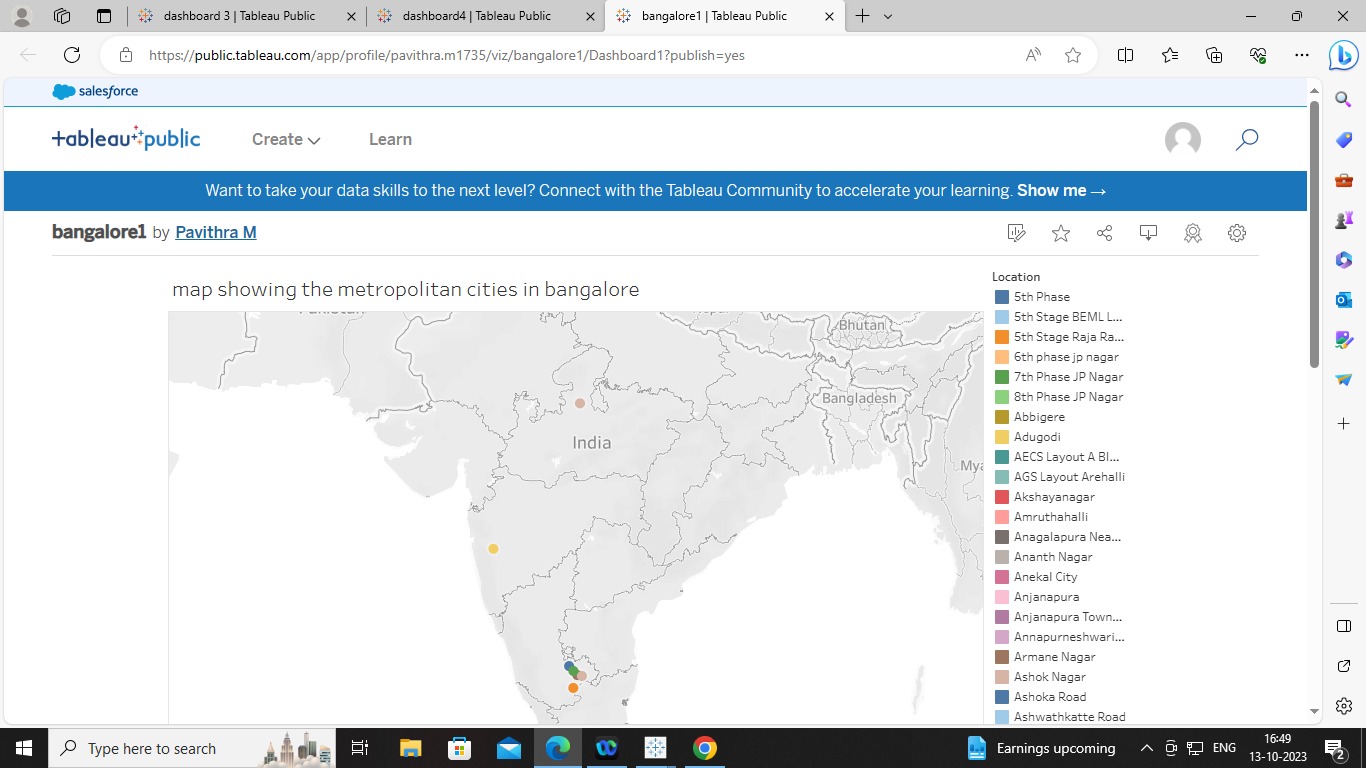 dashboard 3 | Tableau Public
dashboard4 | Tableau Public
bangalore1 | Tableau Public
https://public.tableau.com/app/profile/pavithra.m1735/viz/bangalore1/Dashboard1?publish=yes
salesforce
+ableau+public
Create
Learn
Want to take your data skills to the next level? Connect with the Tableau Community to accelerate your learning. Show me →
bangalore1 by Pavithra M
map showing the metropolitan cities in bangalore
Bhutan
Bangladesh
India
Location
5th Phase
5th Stage BEML L...
5th Stage Raja Ra...
6th phase jp nagar
7th Phase JP Nagar
8th Phase JP Nagar
Abbigere
Adugodi
AECS Layout A Bl...
AGS Layout Arehalli
Akshayanagar
Amruthahalli
Anagalapura Nea...
Ananth Nagar
Anekal City
Anjanapura
Anjanapura Town...
Annapurneshwari...
Armane Nagar
Ashok Nagar
Ashoka Road
Ashwathkatte Road
Type here to search
Earnings upcoming
ENG
16:49
13-10-2023
2